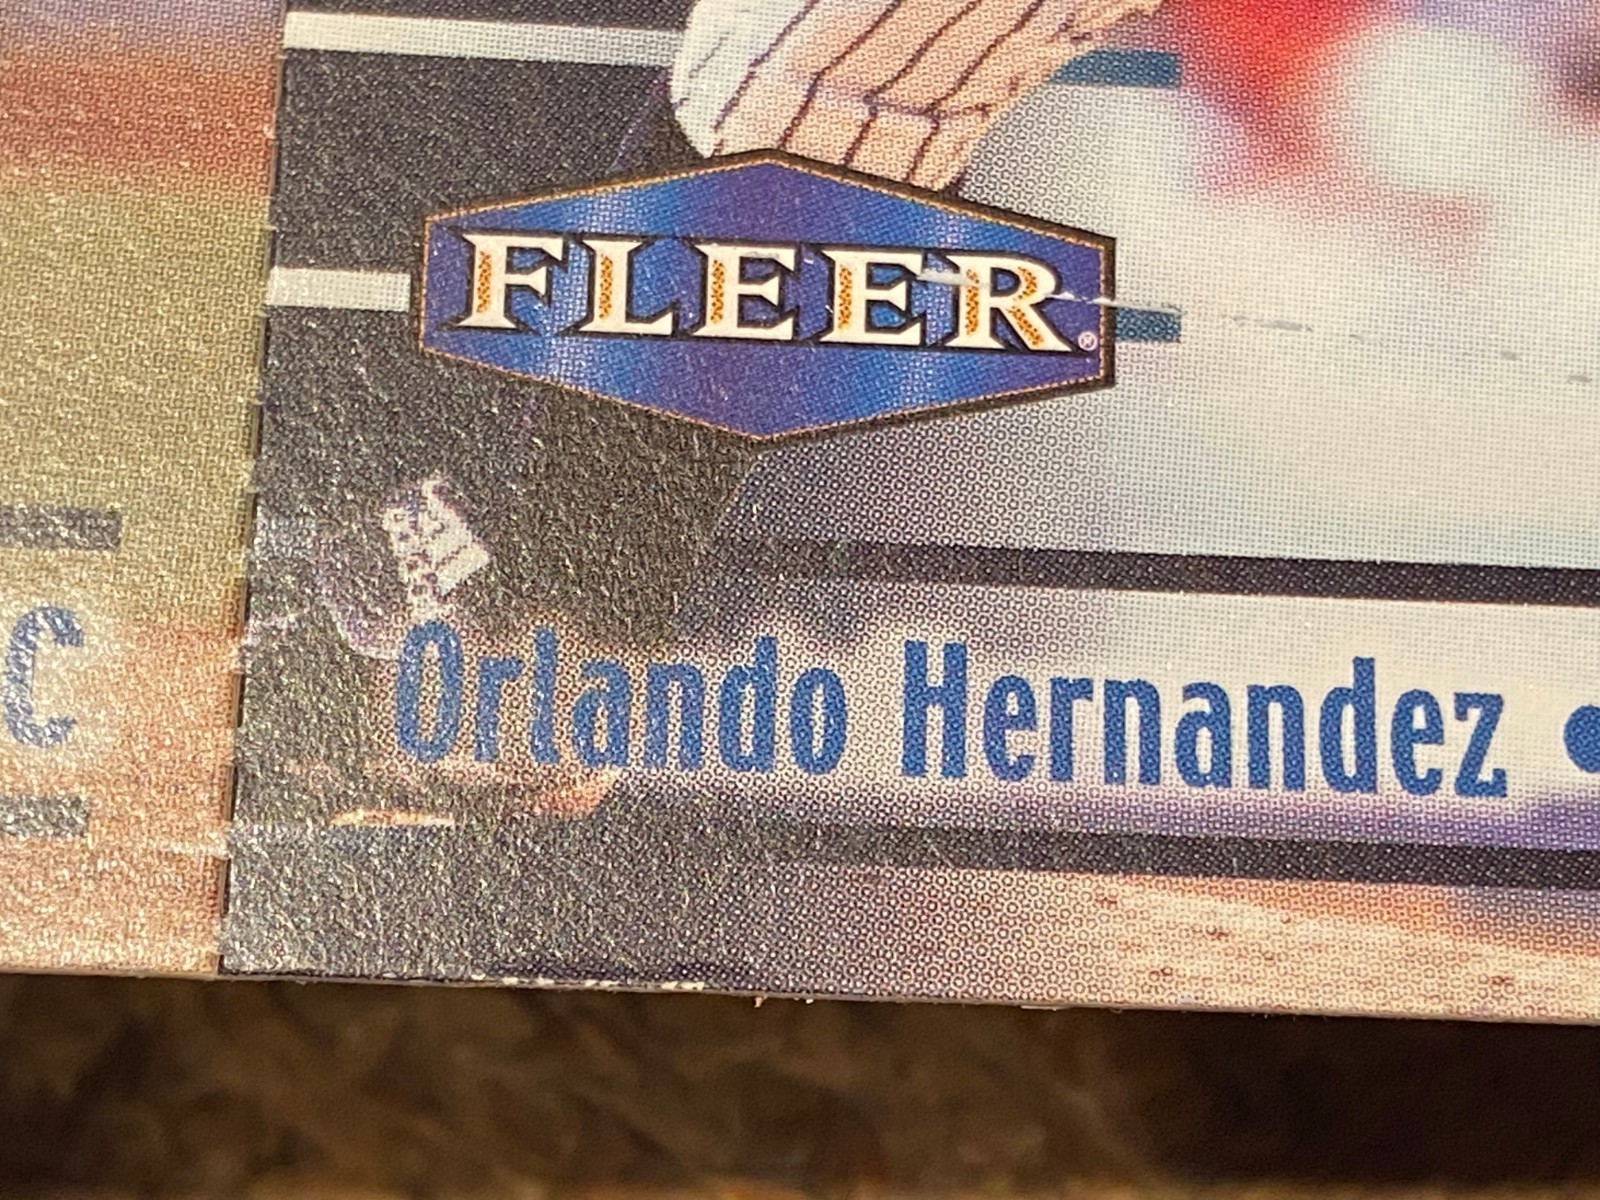 FLEER®
C
Orlando Hernandez •